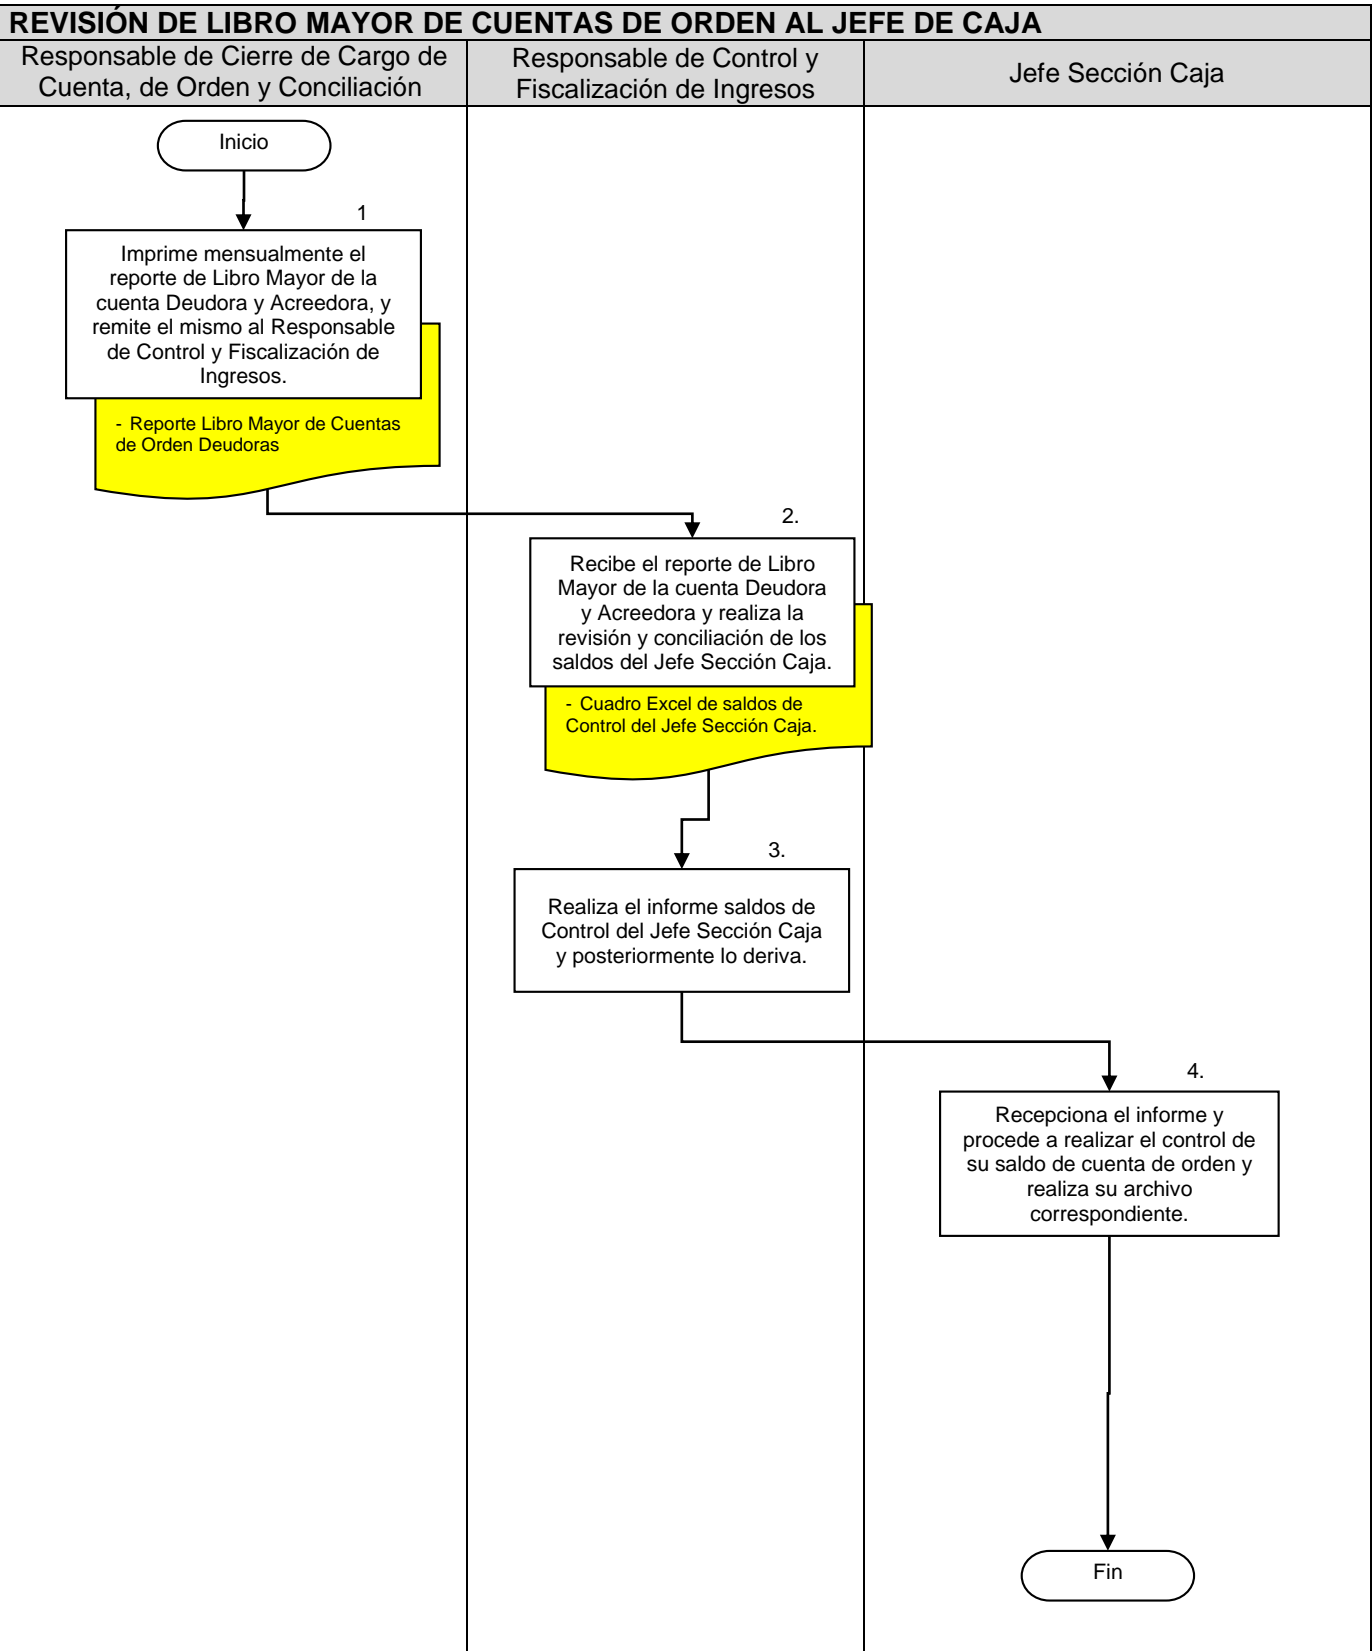 REVISIÓN DE LIBRO MAYOR DE CUENTAS DE ORDEN AL JEFE DE CAJA
Responsable de Cierre de Cargo de
Cuenta, de Orden y Conciliación
Responsable de Control y
Fiscalización de Ingresos
Jefe Sección Caja
Inicio
1
Imprime mensualmente el
reporte de Libro Mayor de la
cuenta Deudora y Acreedora, y
remite el mismo al Responsable
de Control y Fiscalización de
Ingresos.
- Reporte Libro Mayor de Cuentas
de Orden Deudoras
2.
Recibe el reporte de Libro
Mayor de la cuenta Deudora
y Acreedora y realiza la
revisión y conciliación de los
saldos del Jefe Sección Caja.
- Cuadro Excel de saldos de
Control del Jefe Sección Caja.
3.
Realiza el informe saldos de
Control del Jefe Sección Caja
y posteriormente lo deriva.
4.
Recepciona el informe y
procede a realizar el control de
su saldo de cuenta de orden y
realiza su archivo
correspondiente.
Fin